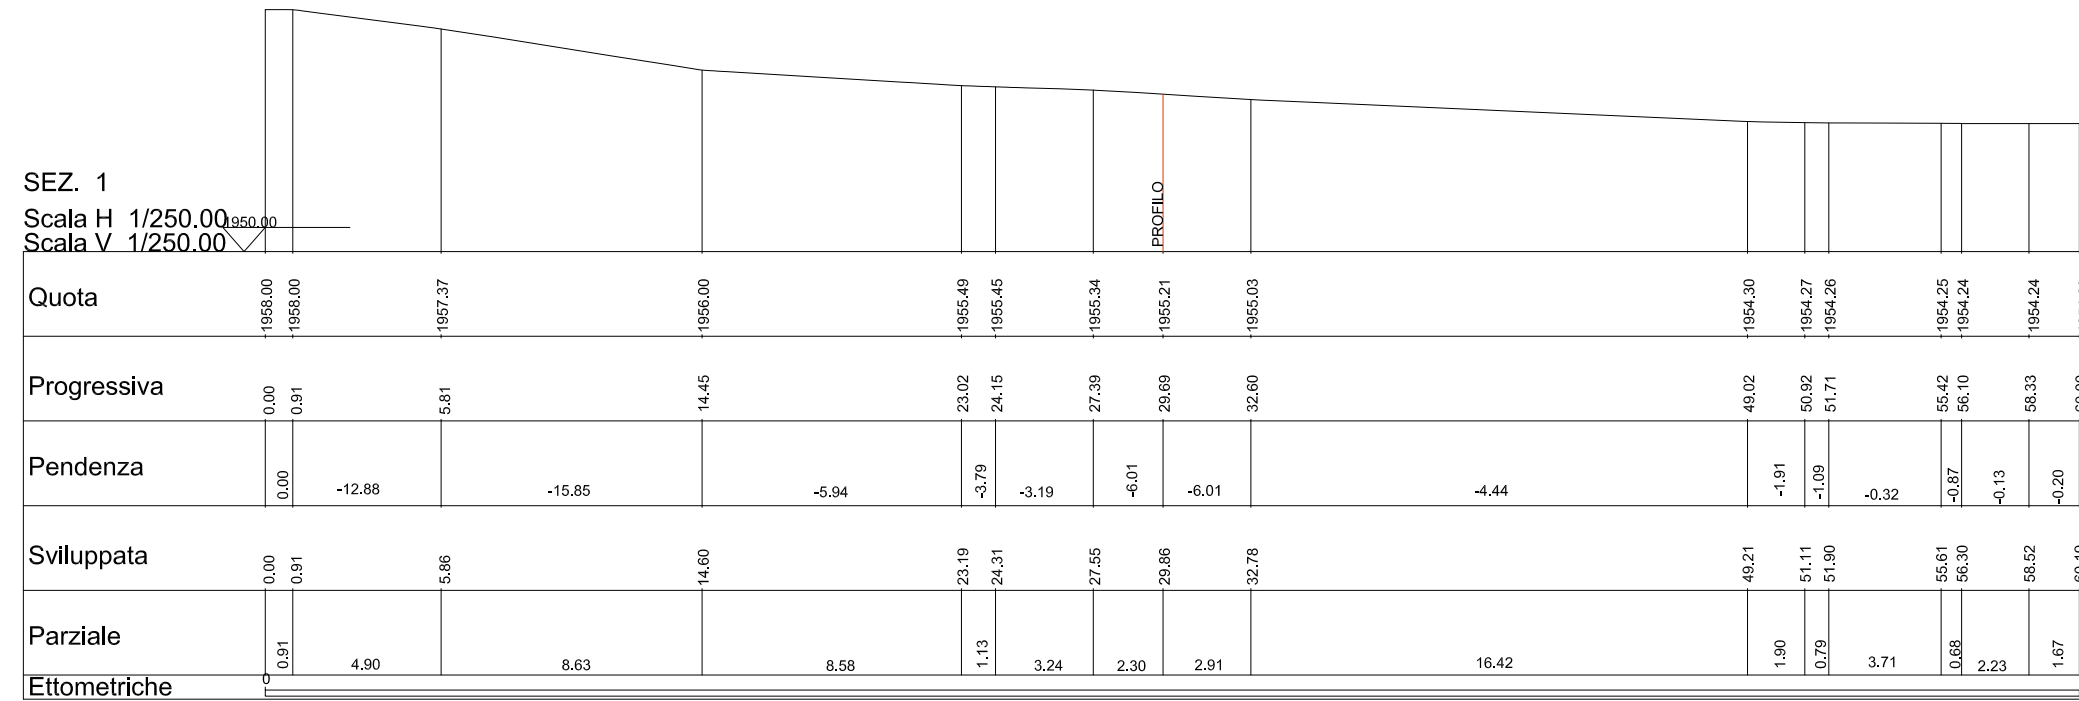 SEZ. 1
Scala H 1/250.00
1950.00
Scala V 1/250.00
PROFILO
Quota 1958.00 1958.00 1957.37 1956.00 1955.49 1955.45 1955.34 1955.21 1955.03 1954.30 1954.27 1954.26 1954.25 1954.24 1954.24
Progressiva 0.00 0.91 5.81 14.45 23.02 24.15 27.39 29.69 32.60 49.02 50.92 51.71 55.42 56.10 58.33
Pendenza 0.00 -12.88 -15.85 -5.94 -3.79 -3.19 -6.01 -6.01 -4.44 -1.91 -1.09 -0.32 -0.87 -0.13 -0.20
Sviluppata 0.00 0.91 5.86 14.60 23.19 24.31 27.55 29.86 32.78 49.21 51.11 51.90 55.61 56.30 58.52
Parziale 0.91 4.90 8.63 8.58 1.13 3.24 2.30 2.91 16.42 1.90 0.79 3.71 0.68 2.23 1.67
Ettometriche 0